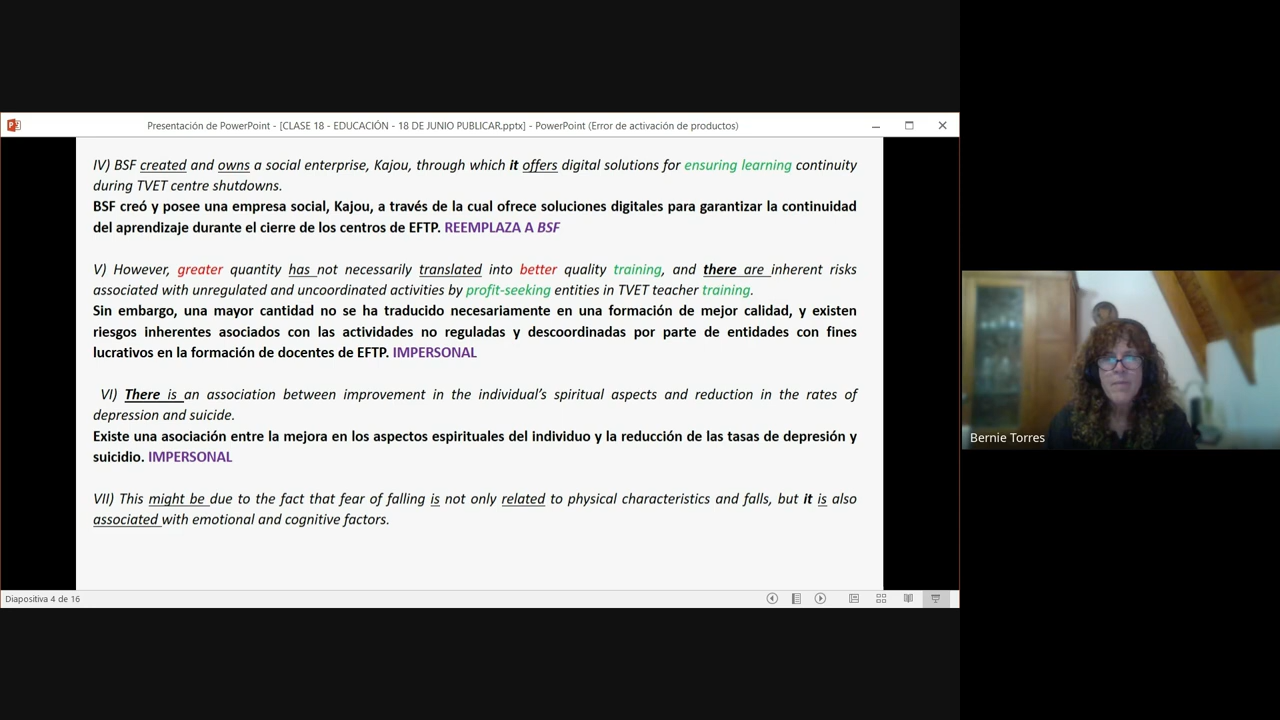 Presentación de PowerPoint - [CLASE 18 - EDUCACIÓN - 18 DE JUNIO PUBLICAR.pptx] - PowerPoint (Error de activación de productos)
IV) BSF created and owns a social enterprise, Kajou, through which it offers digital solutions for ensuring learning continuity
during TVET centre shutdowns.
BSF creó y posee una empresa social, Kajou, a través de la cual ofrece soluciones digitales para garantizar la continuidad
del aprendizaje durante el cierre de los centros de EFTP. REEMPLAZA A BSF
V) However, greater quantity has not necessarily translated into better quality training, and there are inherent risks
associated with unregulated and uncoordinated activities by profit-seeking entities in TVET teacher training.
Sin embargo, una mayor cantidad no se ha traducido necesariamente en una formación de mejor calidad, y existen
riesgos inherentes asociados con las actividades no reguladas y descoordinadas por parte de entidades con fines
lucrativos en la formación de docentes de EFTP. IMPERSONAL
VI) There is an association between improvement in the individual's spiritual aspects and reduction in the rates of
depression and suicide.
Existe una asociación entre la mejora en los aspectos espirituales del individuo y la reducción de las tasas de depresión y
suicidio. IMPERSONAL
VII) This might be due to the fact that fear of falling is not only related to physical characteristics and falls, but it is also
associated with emotional and cognitive factors.
Diapositiva 4 de 16
Bernie Torres